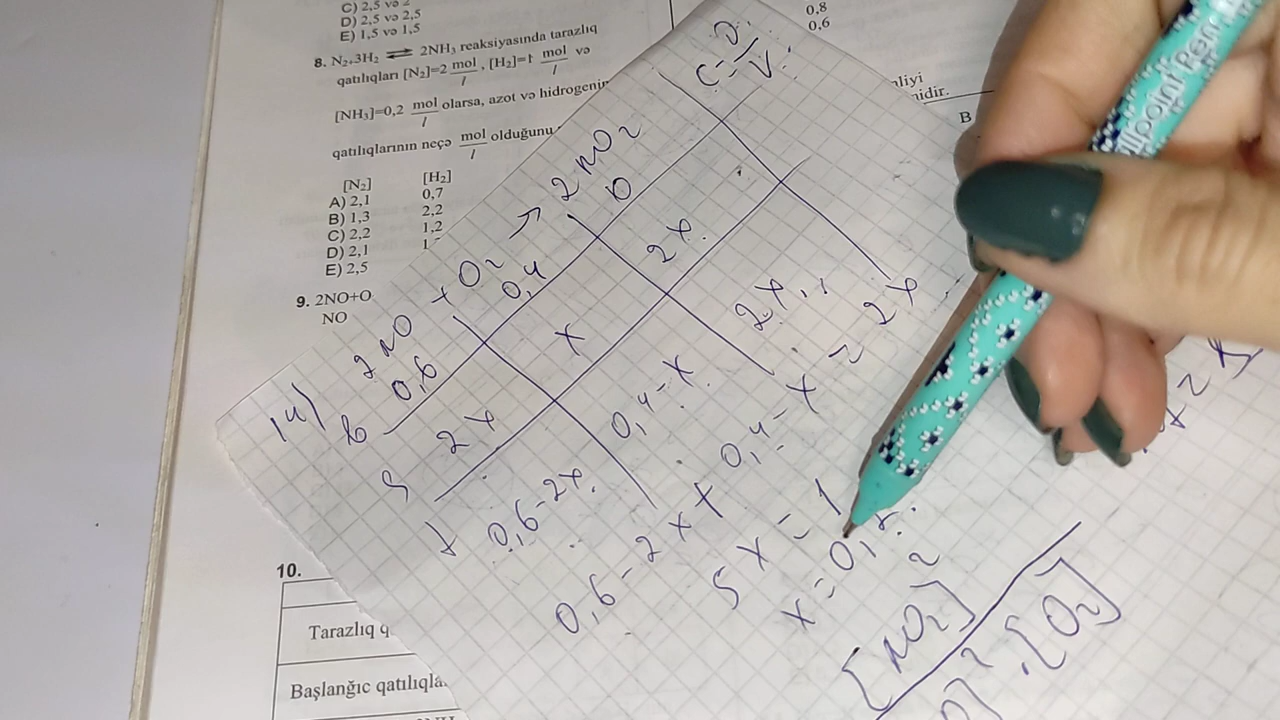 C) 2,5 və 2
D) 2,5 və 2,5
E) 1,5 və 1,5
8. N₂+3H₂ ⇌ 2NH₃ reaksiyasında tarazlıq
qatılıqları [N₂]=2 mol/l, [H₂]=1 mol/l və
[NH₃]=0,2 mol/l olarsa, azot və hidrogenin
qatılıqlarının neçə mol/l olduğunu
[N₂] [H₂]
A) 2,1 0,7
B) 1,3 2,2
C) 2,2 1,2
D) 2,1 1
E) 2,5
9. 2NO+O
NO
10.
Tarazlıq q
Başlanğıc qatılıqla
0,8
0,6
B
C=υ/V
14) 2NO + O₂ → 2NO₂
b 0,6 0,4 0
s 2x x 2x
t 0,6-2x 0,4-x 2x
0,6-2x+0,4-x=2x
5x=1
x=0,2
[NO₂]²
]²·[O₂]
llpoint Pen